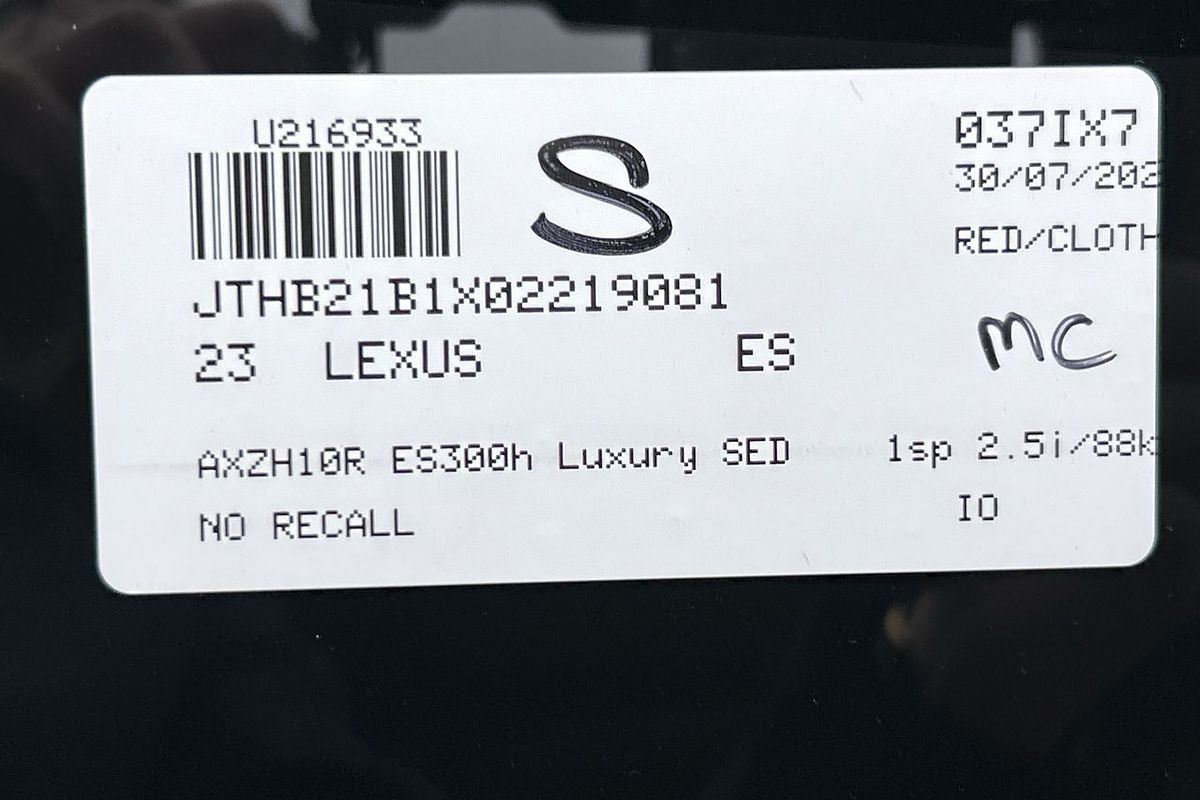 U216933
S
037IX7
30/07/202
RED/CLOTH
JTHB21B1X02219081
23 LEXUS ES
MC
AXZH10R ES300h Luxury SED 1sp 2.5i/88k
NO RECALL IO